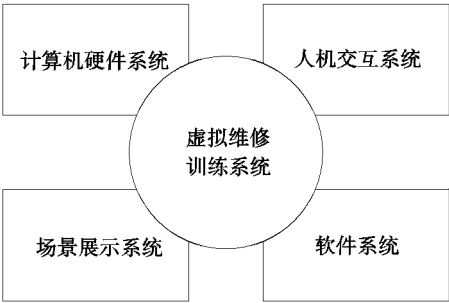 计算机硬件系统
人机交互系统
虚拟维修
训练系统
场景展示系统
软件系统